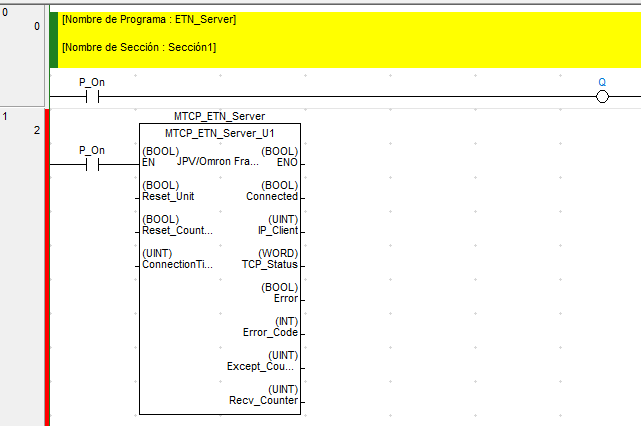 0
0
[Nombre de Programa : ETN_Server]
[Nombre de Sección : Sección1]
P_On
Q
1
2
MTCP_ETN_Server
P_On
MTCP_ETN_Server_U1
(BOOL) (BOOL)
EN JPV/Omron Fra... ENO
(BOOL) (BOOL)
Reset_Unit Connected
(BOOL) (UINT)
Reset_Count... IP_Client
(UINT) (WORD)
ConnectionTi... TCP_Status
(BOOL)
Error
(INT)
Error_Code
(UINT)
Except_Cou...
(UINT)
Recv_Counter